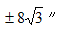 ± 8√3 ″